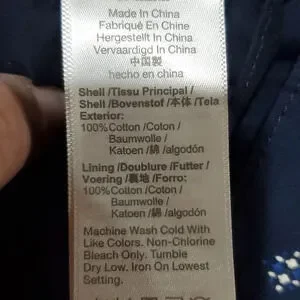 Made In China
Fabriqué En Chine
Hergestellt In China
Vervaardigd In China
中国製
hecho en china
Shell /Tissu Principal /
Shell /Bovenstof /本体 /Tela
Exterior:
100%Cotton /Coton /
Baumwolle /
Katoen /綿 /algodón
Lining /Doublure /Futter /
Voering /裏地 /Forro:
100%Cotton /Coton /
Baumwolle /
Katoen /綿 /algodón
Machine Wash Cold With
Like Colors. Non-Chlorine
Bleach Only. Tumble
Dry Low. Iron On Lowest
Setting.